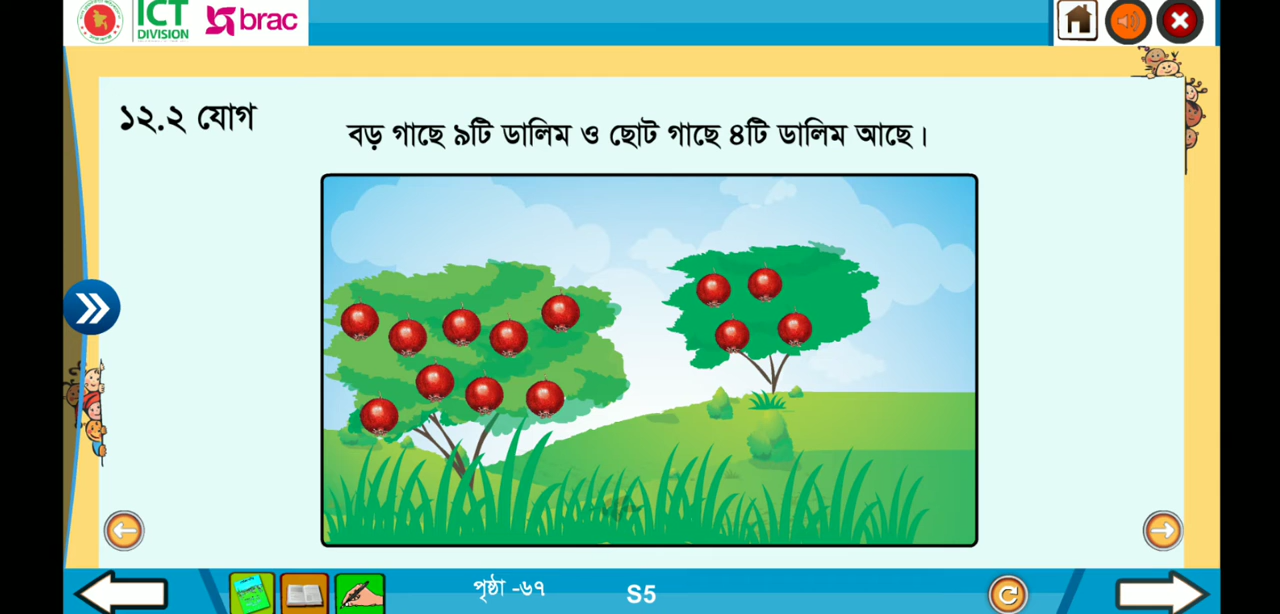 ICT
DIVISION
brac
১২.২ যোগ
বড় গাছে ৯টি ডালিম ও ছোট গাছে ৪টি ডালিম আছে।
পৃষ্ঠা -৬৭
S5